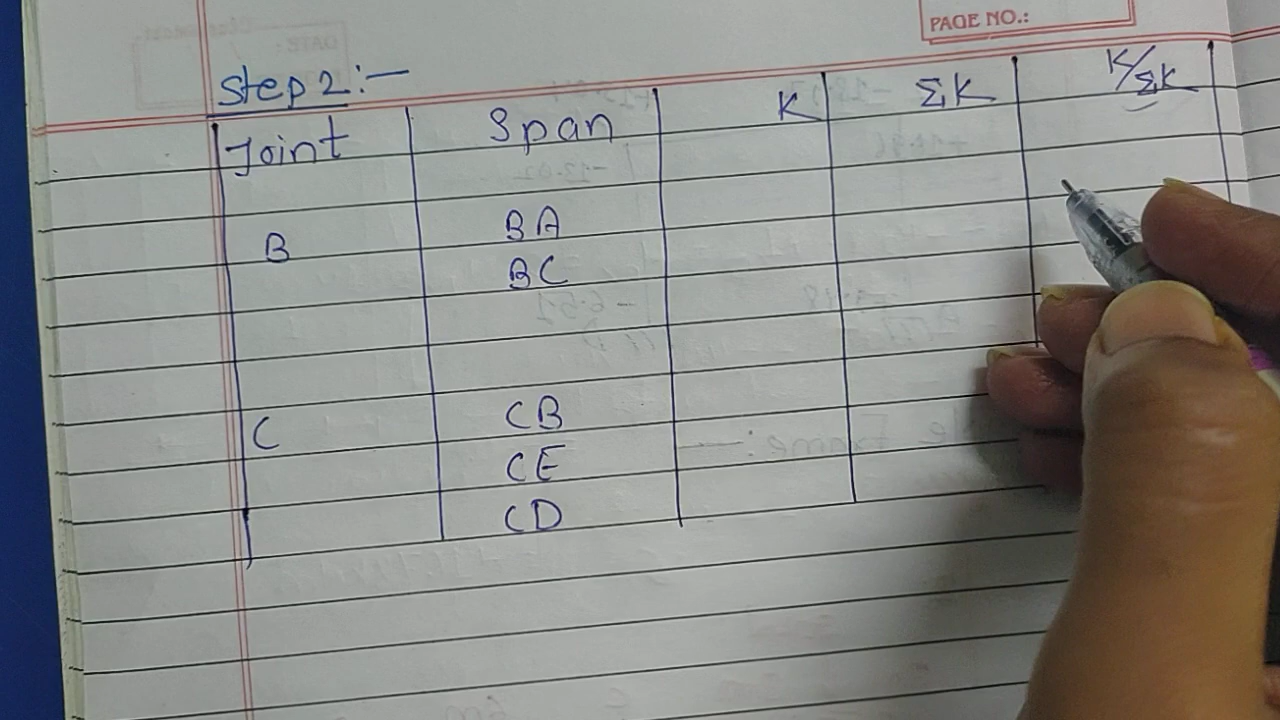 PAGE NO.:
Step 2:-
Joint Span K ΣK K/ΣK
B BA
BC
C CB
CE
CD